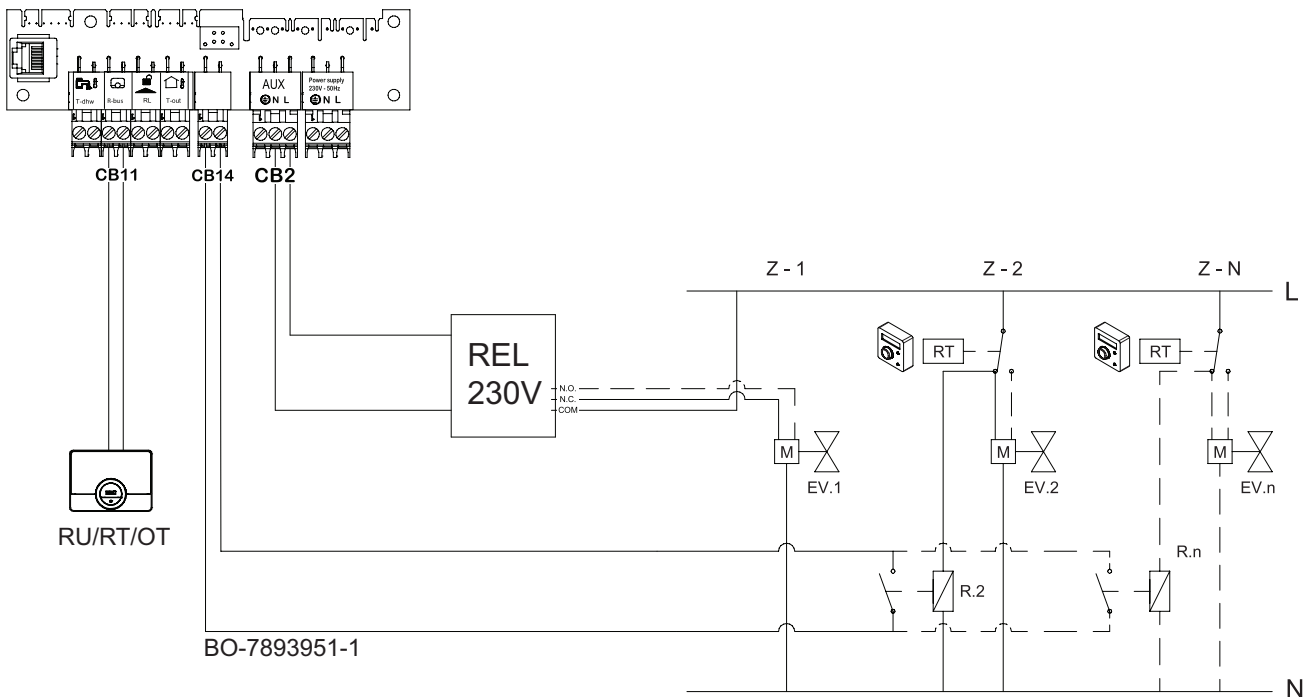 AUX
Power supply
230V - 50Hz
T-dhw
R-bus
RL
T-out
N L
N L
CB11
CB14
CB2
Z - 1
Z - 2
Z - N
L
RT
RT
REL
230V
N.O.
N.C.
COM
M
M
M
EV.1
EV.2
EV.n
RU/RT/OT
R.n
R.2
BO-7893951-1
N